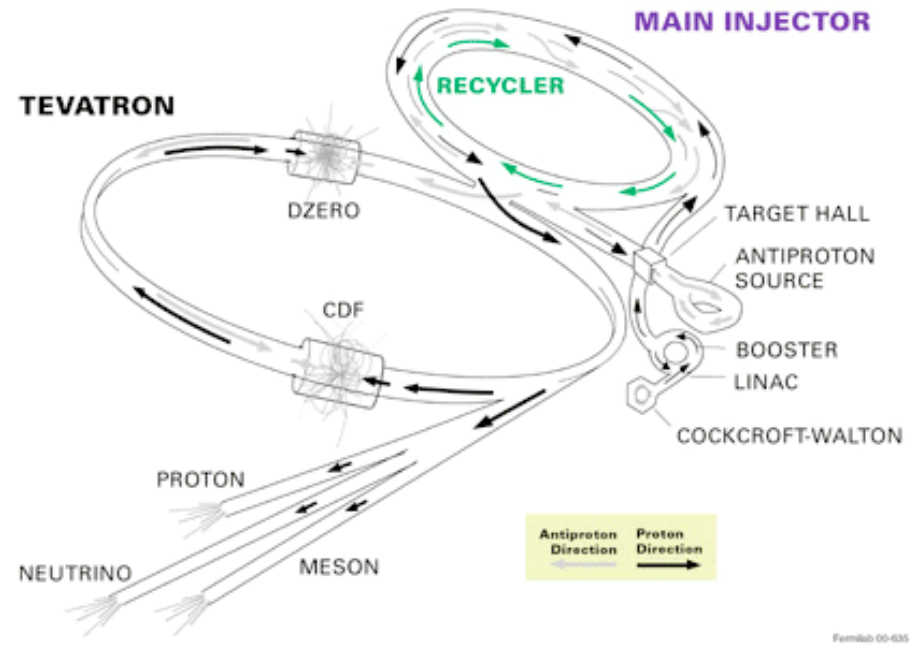 MAIN INJECTOR
RECYCLER
TEVATRON
DZERO
TARGET HALL
ANTIPROTON
SOURCE
CDF
BOOSTER
LINAC
COCKCROFT-WALTON
PROTON
NEUTRINO
MESON
Antiproton Direction
Proton Direction
Fermilab 00-635